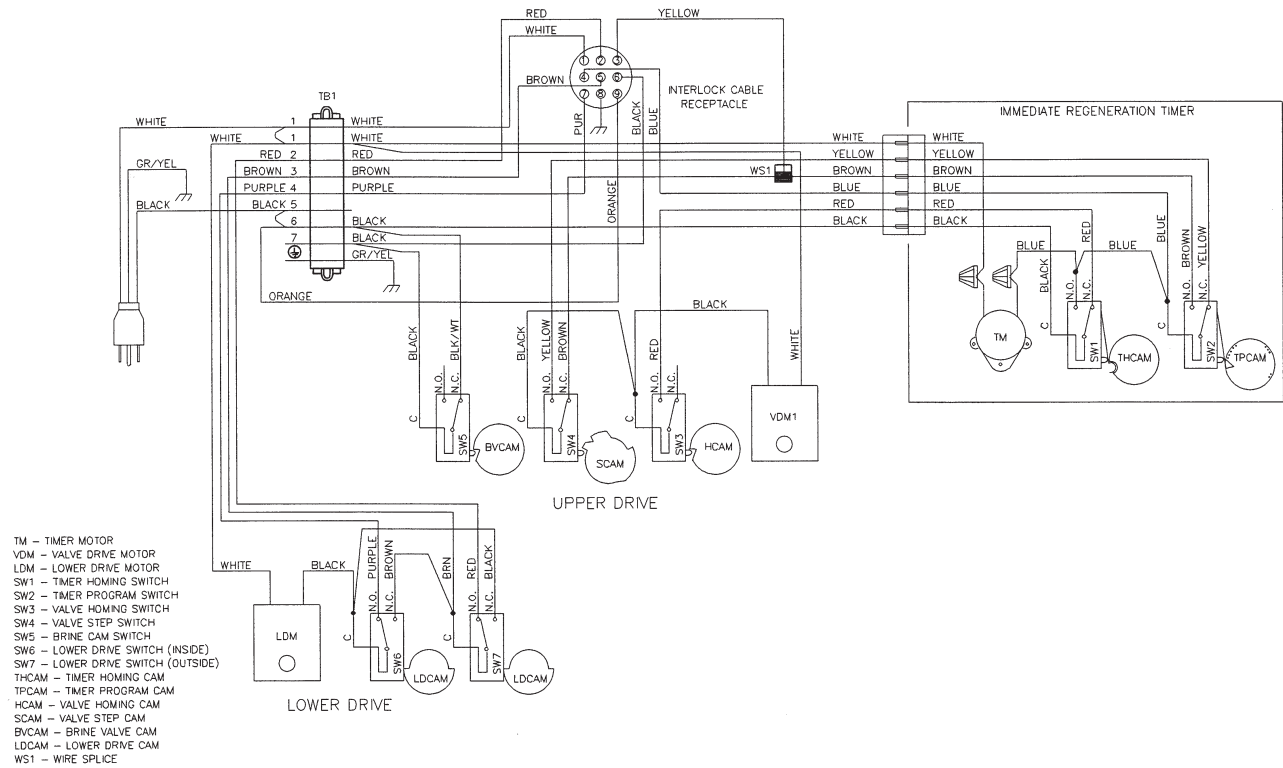 RED
YELLOW
WHITE
1 2 3
4 5 6
7 8 9
BROWN
INTERLOCK CABLE
RECEPTACLE
PUR
BLACK
BLUE
ORANGE
TB1
WHITE 1 WHITE
WHITE 1 WHITE
RED 2 RED
BROWN 3 BROWN
PURPLE 4 PURPLE
BLACK BLACK 5
6 BLACK
7 BLACK
GR/YEL
GR/YEL
ORANGE
WS1
IMMEDIATE REGENERATION TIMER
WHITE WHITE
YELLOW YELLOW
BROWN BROWN
BLUE BLUE
RED RED
BLACK BLACK
BLUE
BLACK
RED
BLUE
BLUE
BROWN
YELLOW
N.O.
N.C.
N.O.
N.C.
C
C
TM
SW1
THCAM
SW2
TPCAM
BLACK
BLK/WT
BLACK
YELLOW
BROWN
RED
BLACK
WHITE
N.O.
N.C.
N.O.
N.C.
N.O.
N.C.
C
C
C
SW5
BVCAM
SW4
SCAM
SW3
HCAM
VDM1
UPPER DRIVE
WHITE
BLACK
PURPLE
BROWN
BRN
RED
BLACK
N.O.
N.C.
N.O.
N.C.
C
C
LDM
SW6
LDCAM
SW7
LDCAM
LOWER DRIVE
TM – TIMER MOTOR
VDM – VALVE DRIVE MOTOR
LDM – LOWER DRIVE MOTOR
SW1 – TIMER HOMING SWITCH
SW2 – TIMER PROGRAM SWITCH
SW3 – VALVE HOMING SWITCH
SW4 – VALVE STEP SWITCH
SW5 – BRINE CAM SWITCH
SW6 – LOWER DRIVE SWITCH (INSIDE)
SW7 – LOWER DRIVE SWITCH (OUTSIDE)
THCAM – TIMER HOMING CAM
TPCAM – TIMER PROGRAM CAM
HCAM – VALVE HOMING CAM
SCAM – VALVE STEP CAM
BVCAM – BRINE VALVE CAM
LDCAM – LOWER DRIVE CAM
WS1 – WIRE SPLICE